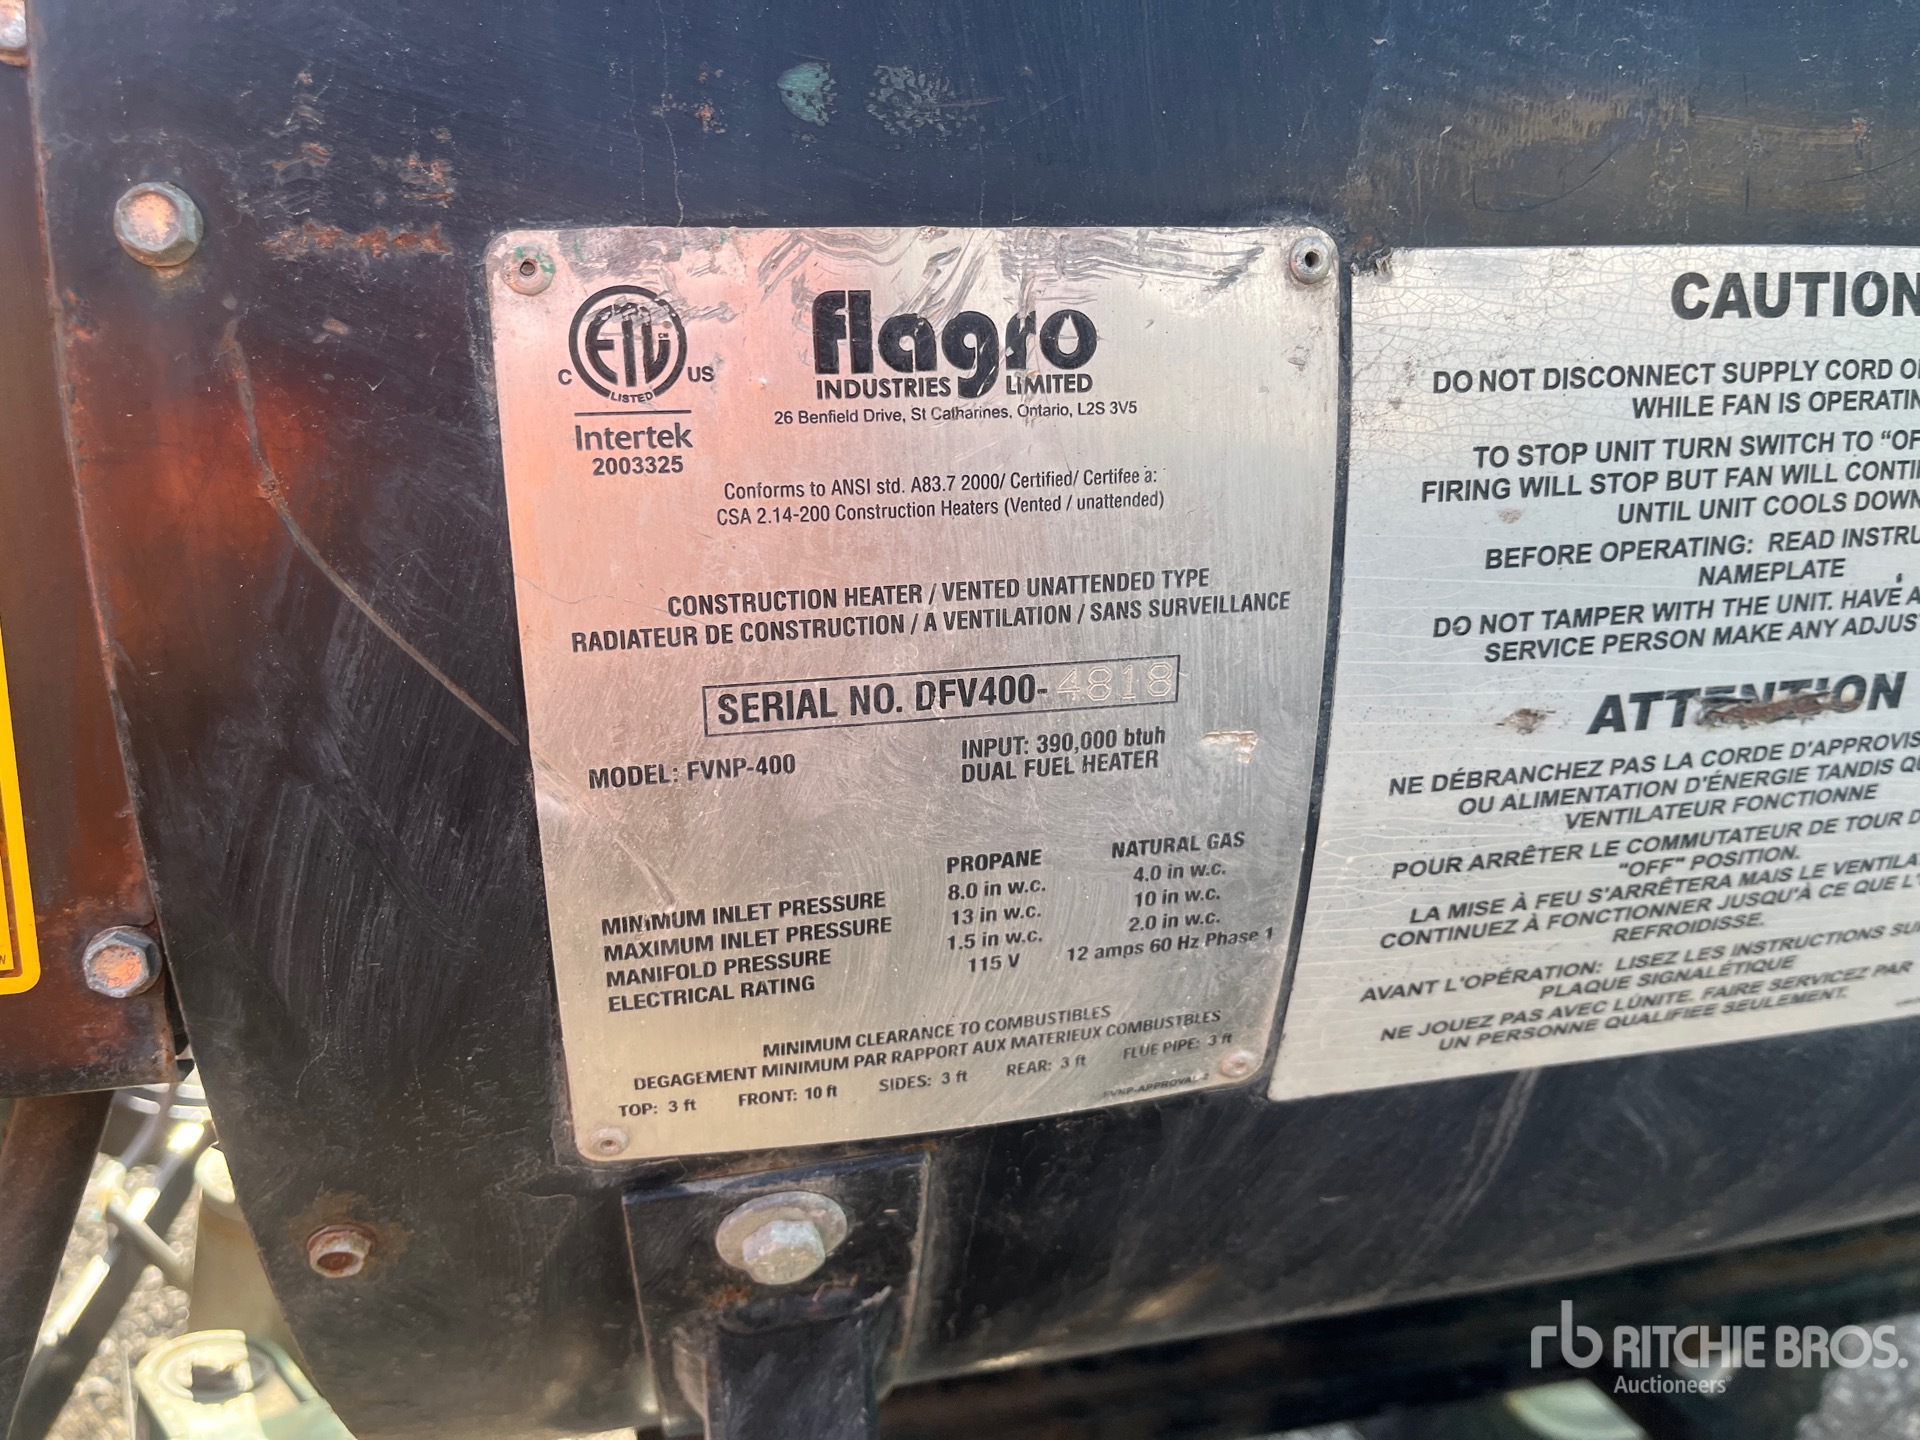 C ETL CM US
LISTED
Intertek
2003325
flagro
INDUSTRIES LIMITED
26 Benfield Drive, St Catharines, Ontario, L2S 3V5
Conforms to ANSI std. A83.7 2000/ Certified/ Certifee a:
CSA 2.14-200 Construction Heaters (Vented / unattended)
CONSTRUCTION HEATER / VENTED UNATTENDED TYPE
RADIATEUR DE CONSTRUCTION / A VENTILATION / SANS SURVEILLANCE
SERIAL NO. DFV400-4818
MODEL: FVNP-400
INPUT: 390,000 btuh
DUAL FUEL HEATER
PROPANE NATURAL GAS
MINIMUM INLET PRESSURE 8.0 in w.c. 4.0 in w.c.
MAXIMUM INLET PRESSURE 13 in w.c. 10 in w.c.
MANIFOLD PRESSURE 1.5 in w.c. 2.0 in w.c.
ELECTRICAL RATING 115 V 12 amps 60 Hz Phase 1
MINIMUM CLEARANCE TO COMBUSTIBLES
DEGAGEMENT MINIMUM PAR RAPPORT AUX MATERIEUX COMBUSTBLES
TOP: 3 ft FRONT: 10 ft SIDES: 3 ft REAR: 3 ft FLUE PIPE: 3 ft
FVNP-APPROVAL-2
CAUTION
DO NOT DISCONNECT SUPPLY CORD
WHILE FAN IS OPERATIN
TO STOP UNIT TURN SWITCH TO "OF
FIRING WILL STOP BUT FAN WILL CONTI
UNTIL UNIT COOLS DOWN
BEFORE OPERATING: READ INSTRU
NAMEPLATE
DO NOT TAMPER WITH THE UNIT. HAVE A
SERVICE PERSON MAKE ANY ADJUS
ATTENTION
NE DÉBRANCHEZ PAS LA CORDE D'APPROVIS
OU ALIMENTATION D'ÉNERGIE TANDIS QU
VENTILATEUR FONCTIONNE
POUR ARRÊTER LE COMMUTATEUR DE TOUR D
"OFF" POSITION.
LA MISE À FEU S'ARRÊTERA MAIS LE VENTILA
CONTINUEZ À FONCTIONNER JUSQU'À CE QUE L'
REFROIDISSE.
AVANT L'OPÉRATION: LISEZ LES INSTRUCTIONS SU
PLAQUE SIGNALÉTIQUE
NE JOUEZ PAS AVEC LÚNITE. FAIRE SERVICEZ PAR
UN PERSONNE QUALIFIEE SEULEMENT.
rb RITCHIE BROS.
Auctioneers